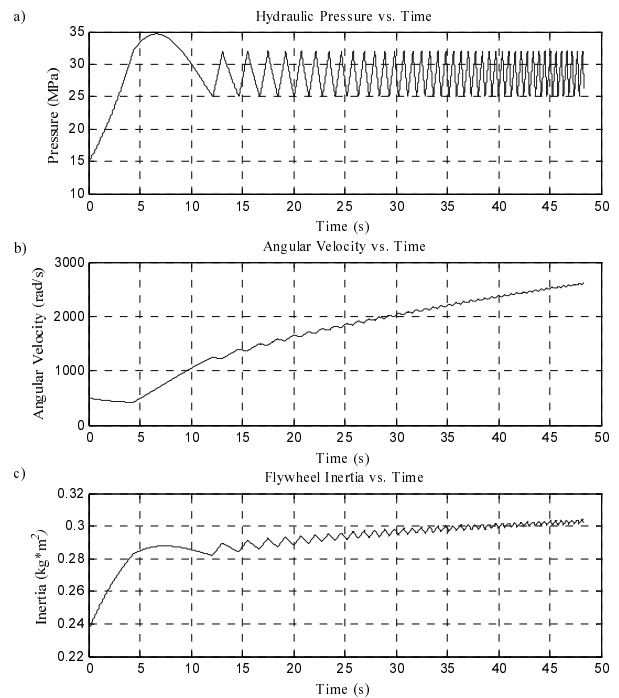 a)
Hydraulic Pressure vs. Time
Pressure (MPa)
35
30
25
20
15
10
0 5 10 15 20 25 30 35 40 45 50
Time (s)
b)
Angular Velocity vs. Time
Angular Velocity (rad/s)
3000
2000
1000
0
0 5 10 15 20 25 30 35 40 45 50
Time (s)
c)
Flywheel Inertia vs. Time
Inertia (kg*m²)
0.32
0.3
0.28
0.26
0.24
0.22
0 5 10 15 20 25 30 35 40 45 50
Time (s)